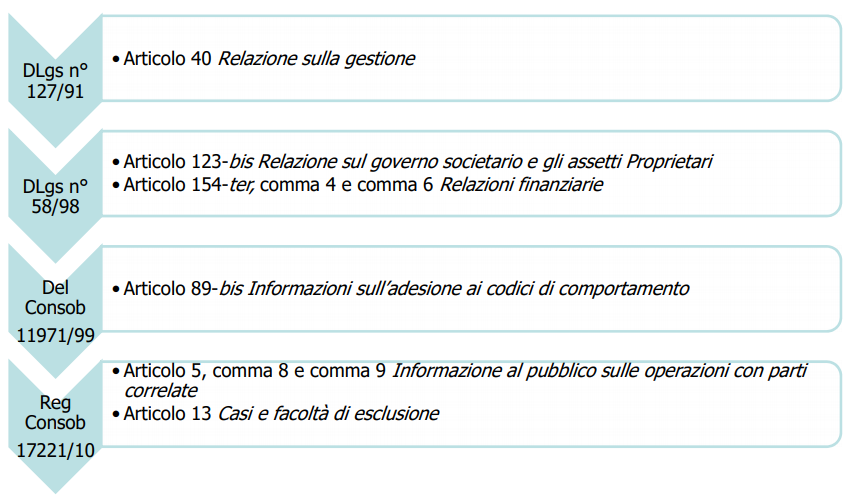 DLgs n°
127/91
• Articolo 40 Relazione sulla gestione
DLgs n°
58/98
• Articolo 123-bis Relazione sul governo societario e gli assetti Proprietari
• Articolo 154-ter, comma 4 e comma 6 Relazioni finanziarie
Del
Consob
11971/99
• Articolo 89-bis Informazioni sull’adesione ai codici di comportamento
Reg
Consob
17221/10
• Articolo 5, comma 8 e comma 9 Informazione al pubblico sulle operazioni con parti
correlate
• Articolo 13 Casi e facoltà di esclusione